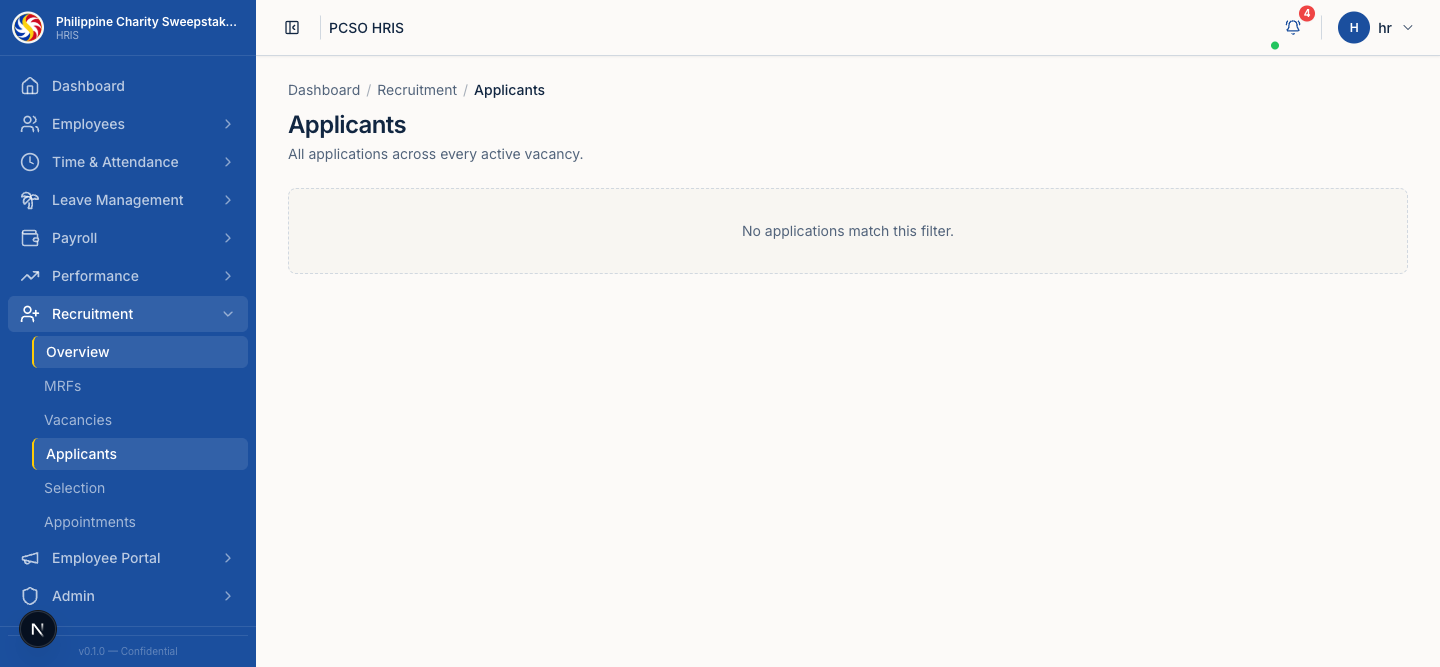 Philippine Charity Sweepstak...
HRIS
Dashboard
Employees
Time & Attendance
Leave Management
Payroll
Performance
Recruitment
Overview
MRFs
Vacancies
Applicants
Selection
Appointments
Employee Portal
Admin
N
v0.1.0 — Confidential
PCSO HRIS
4
H
hr
Dashboard / Recruitment / Applicants
Applicants
All applications across every active vacancy.
No applications match this filter.